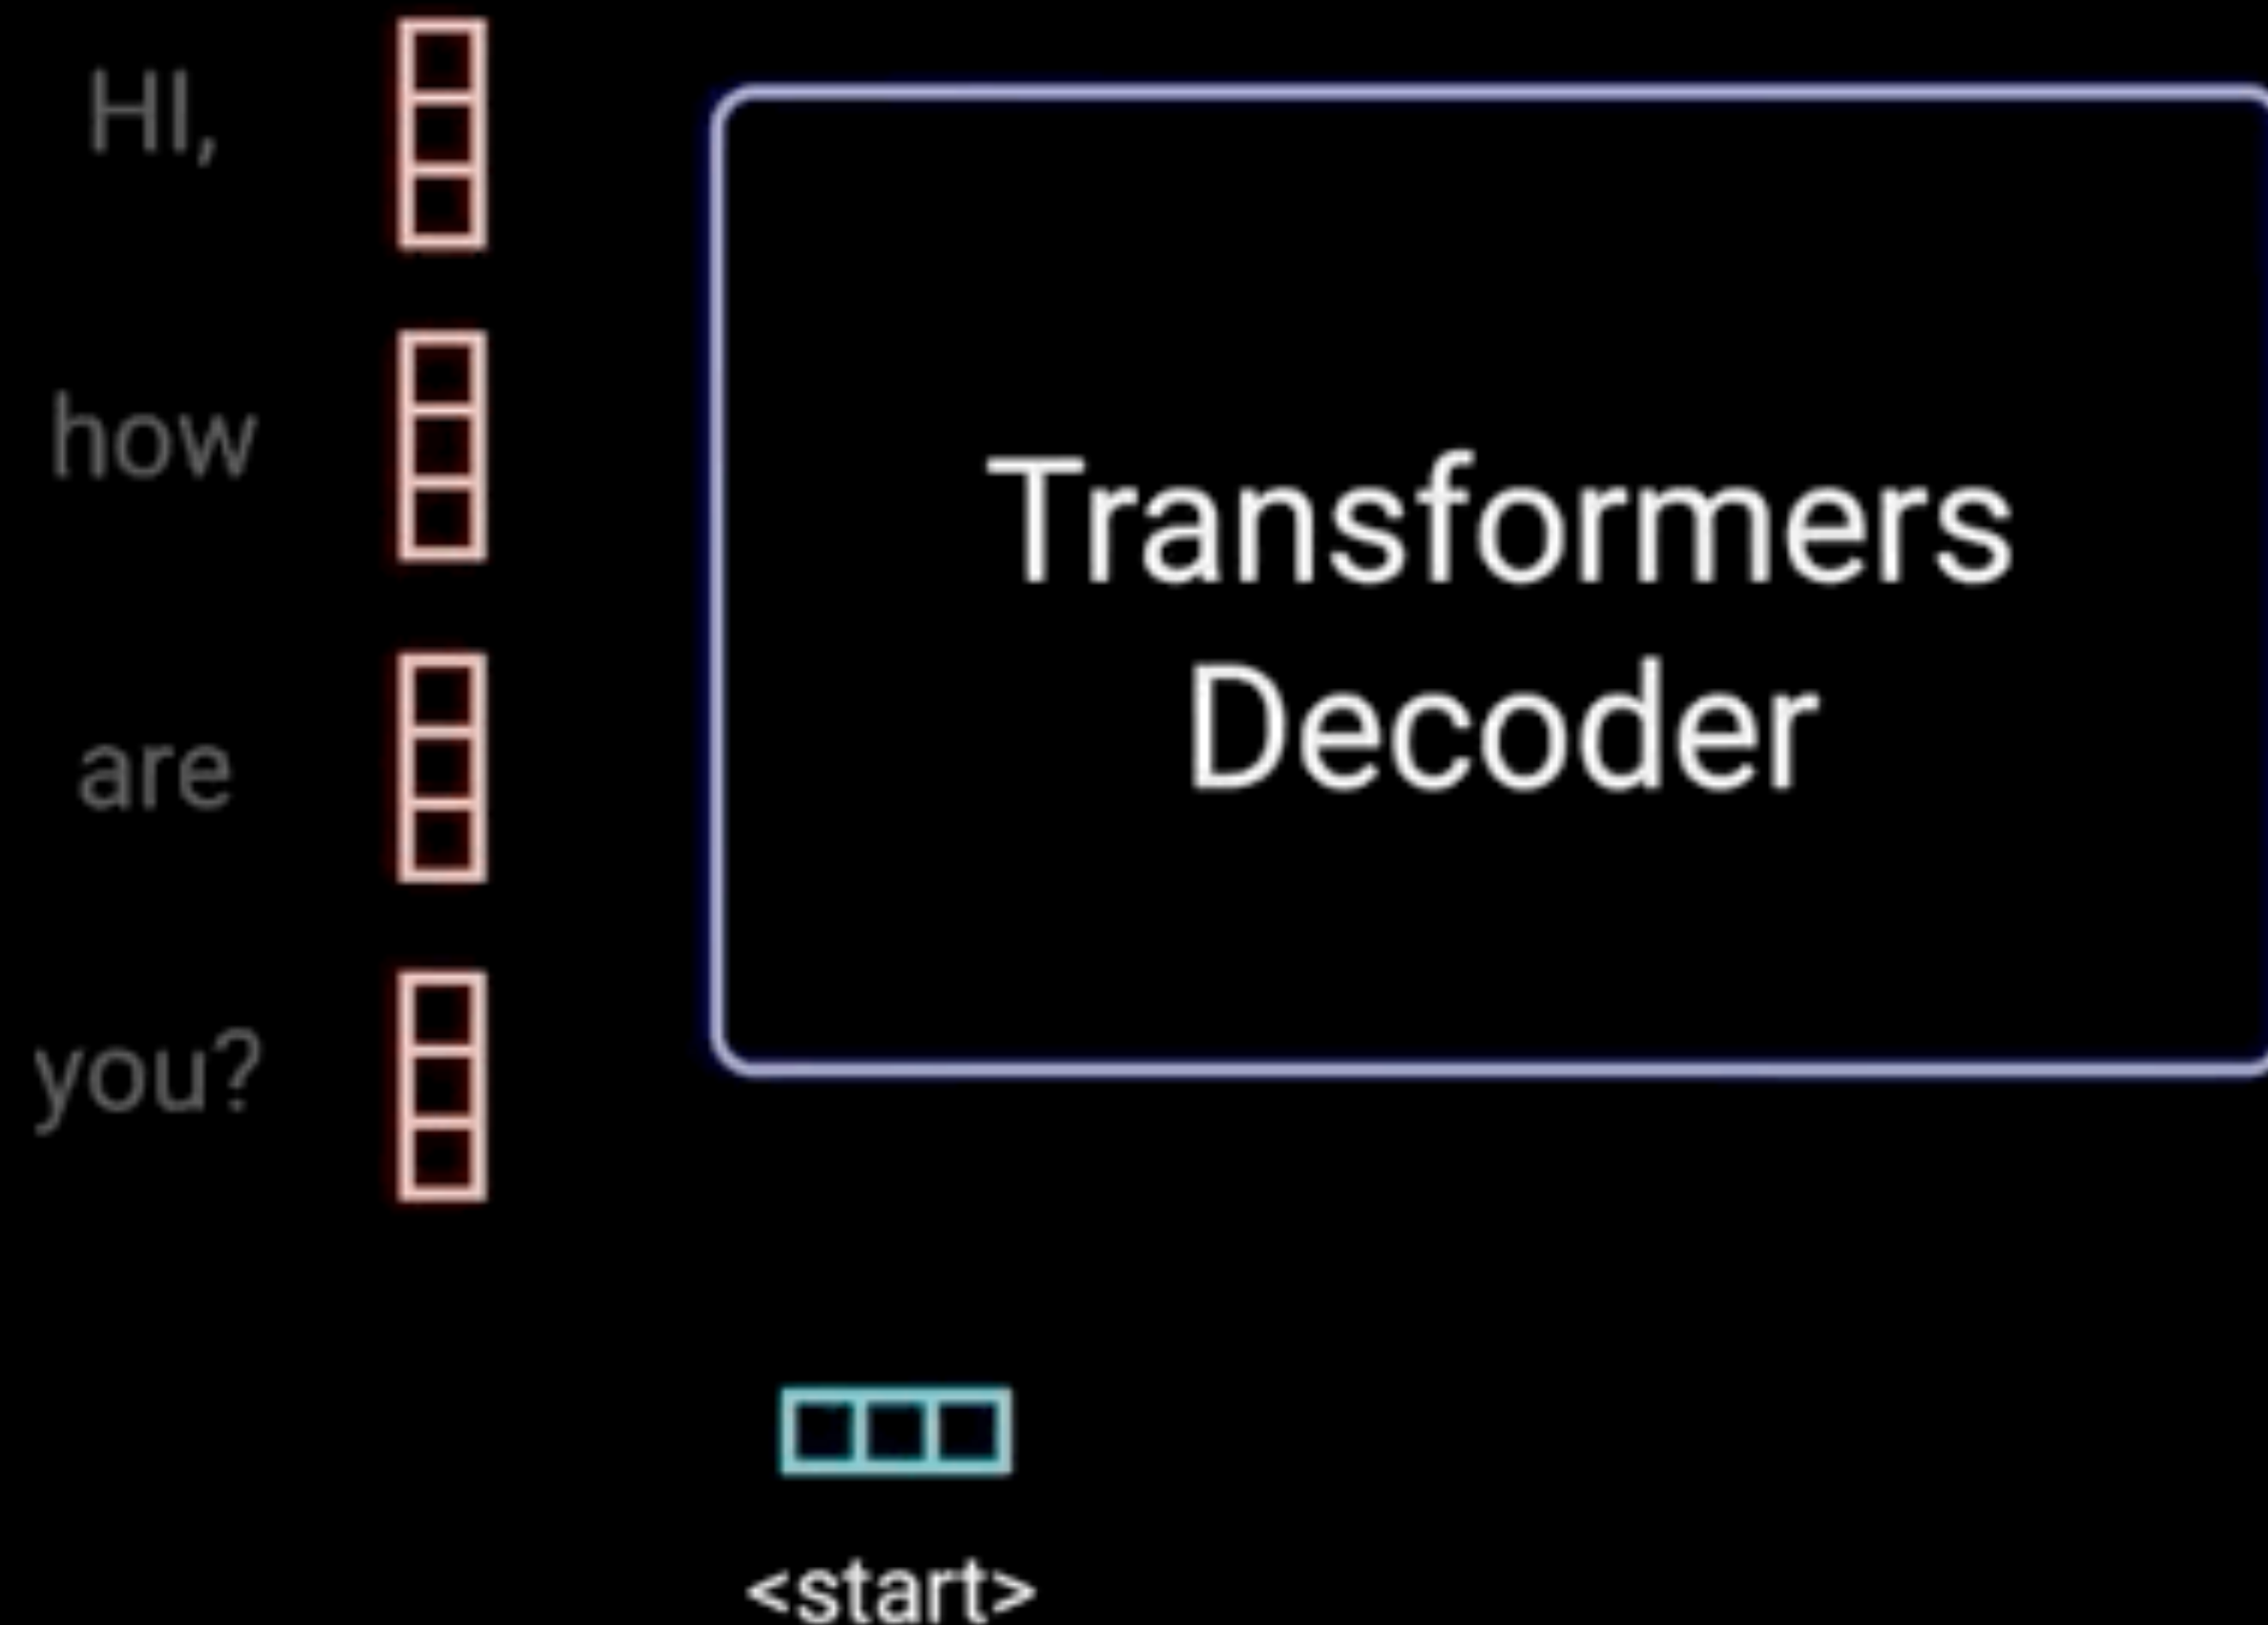 HI,
how
are
you?
Transformers
Decoder
<start>